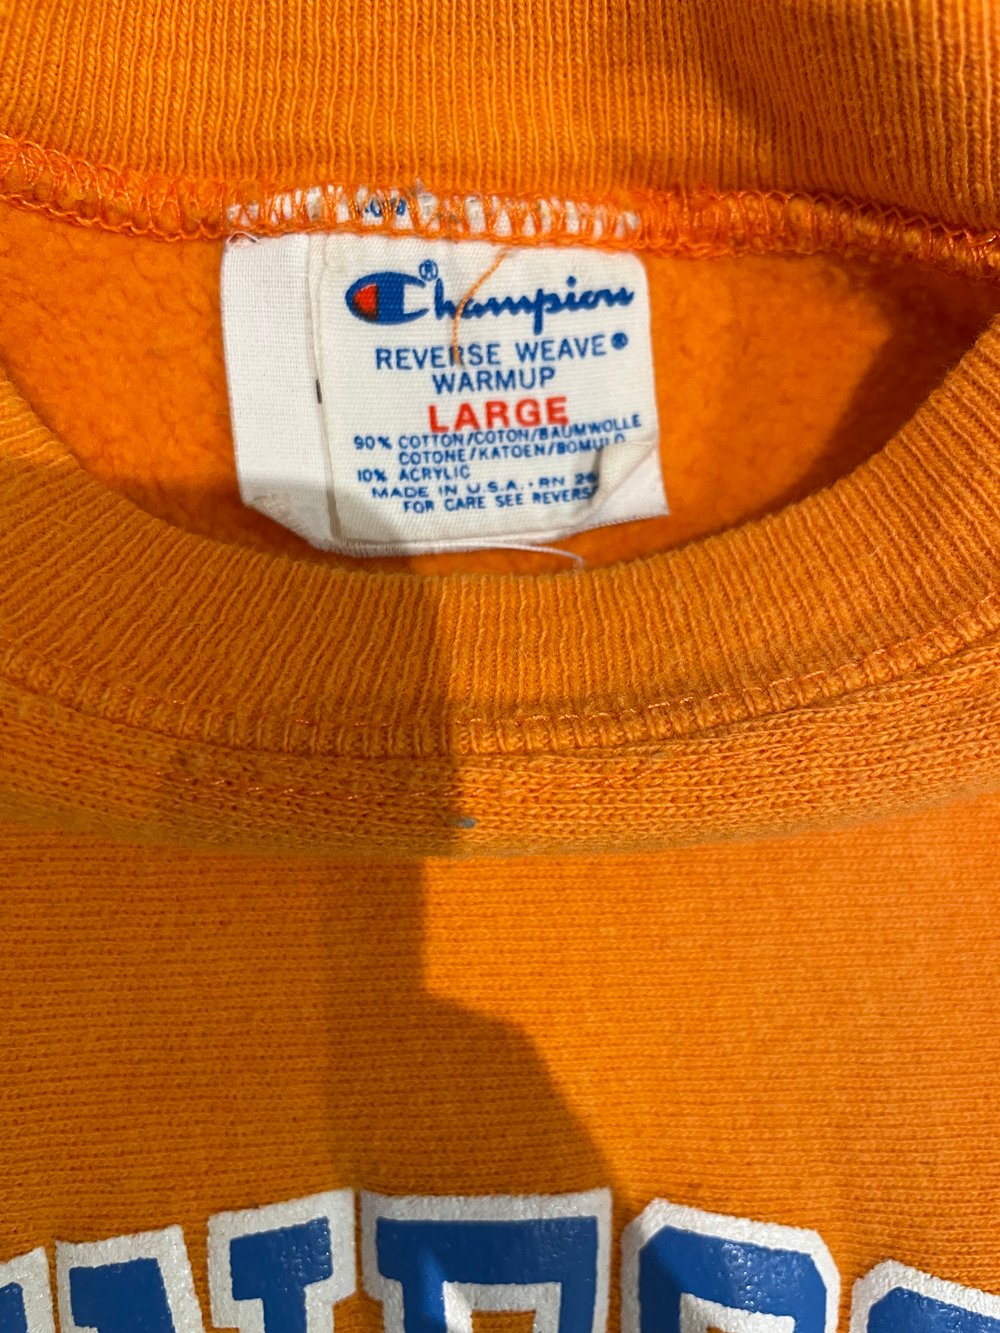 Champion®
REVERSE WEAVE®
WARMUP
LARGE
90% COTTON/COTON/BAUMWOLLE
COTONE/KATOEN/BOMULD
10% ACRYLIC
MADE IN U.S.A. · RN
FOR CARE SEE REVERSE